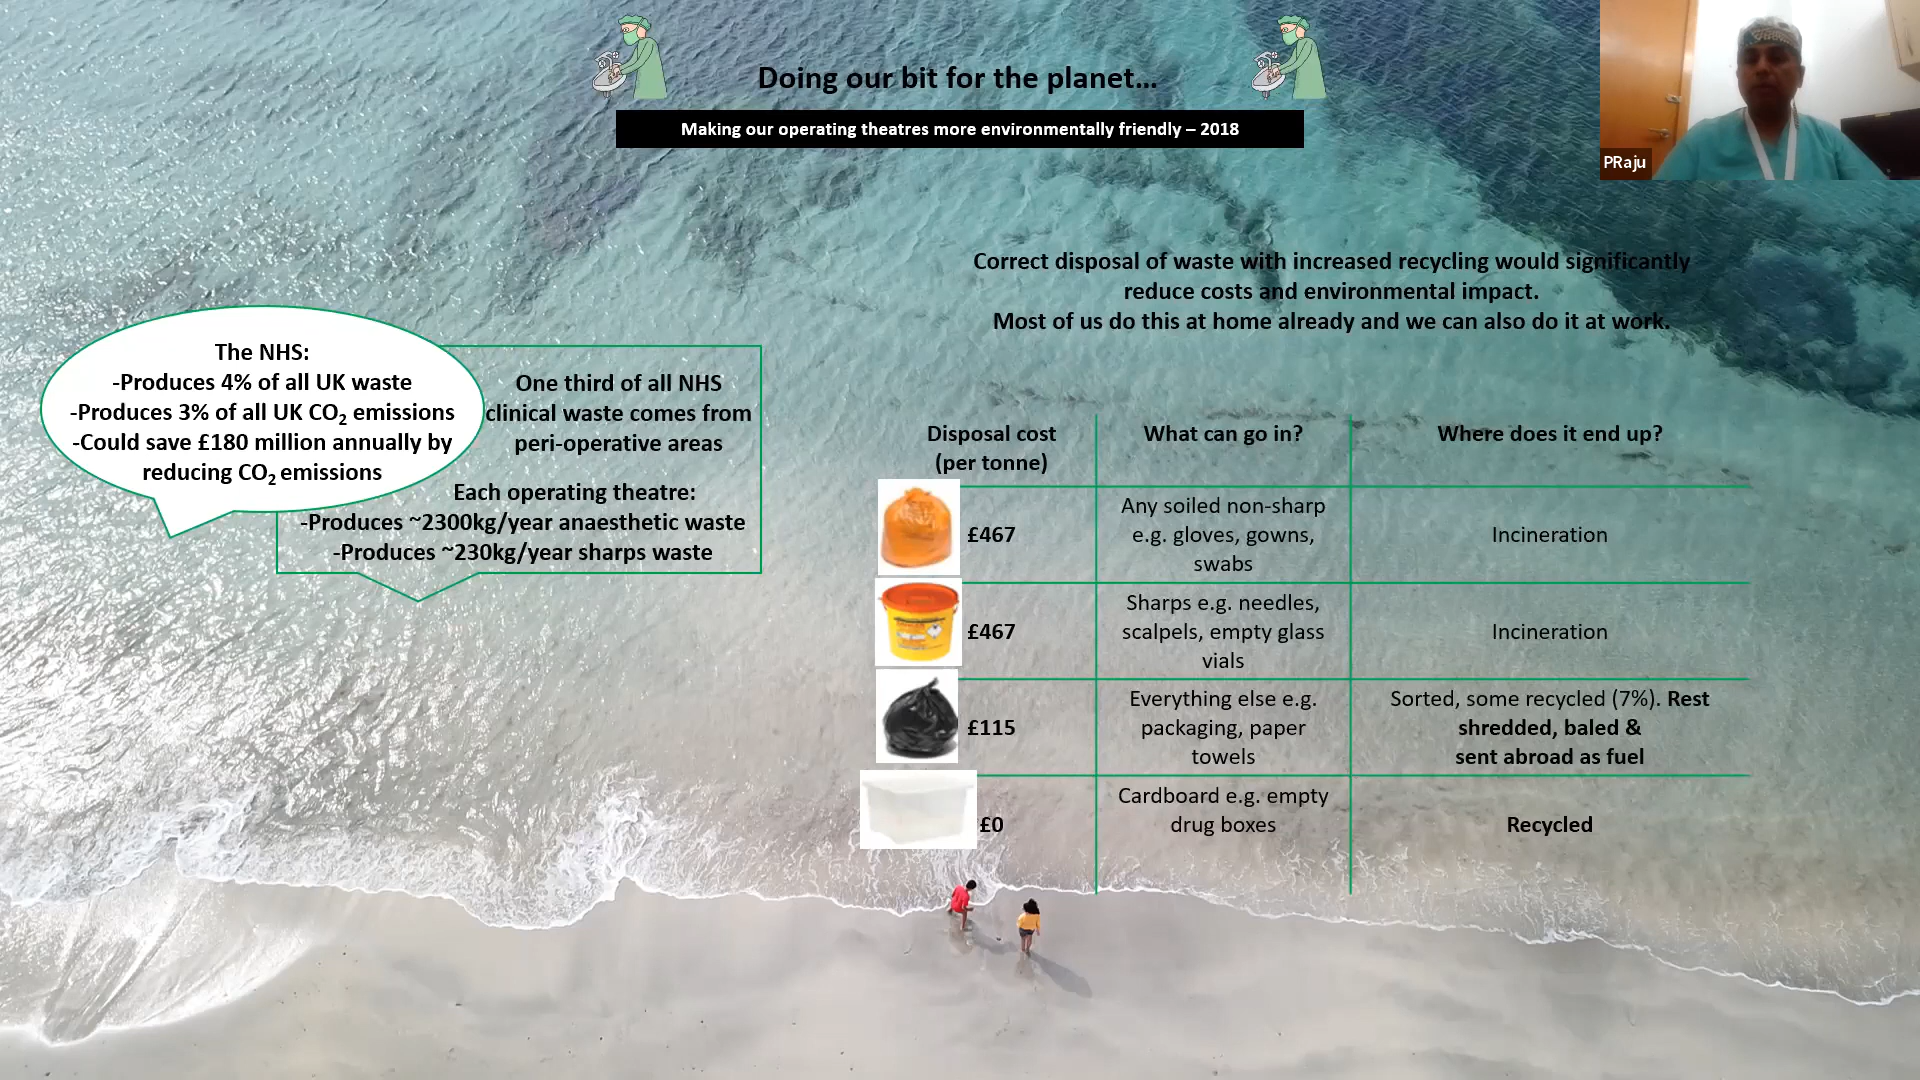 Doing our bit for the planet...
Making our operating theatres more environmentally friendly – 2018
PRaju
Correct disposal of waste with increased recycling would significantly
reduce costs and environmental impact.
Most of us do this at home already and we can also do it at work.
The NHS:
-Produces 4% of all UK waste
-Produces 3% of all UK CO2 emissions
-Could save £180 million annually by
reducing CO2 emissions
One third of all NHS
clinical waste comes from
peri-operative areas
Each operating theatre:
-Produces ~2300kg/year anaesthetic waste
-Produces ~230kg/year sharps waste
Disposal cost
(per tonne)
What can go in?
Where does it end up?
£467
Any soiled non-sharp
e.g. gloves, gowns,
swabs
Incineration
£467
Sharps e.g. needles,
scalpels, empty glass
vials
Incineration
£115
Everything else e.g.
packaging, paper
towels
Sorted, some recycled (7%). Rest
shredded, baled &
sent abroad as fuel
£0
Cardboard e.g. empty
drug boxes
Recycled